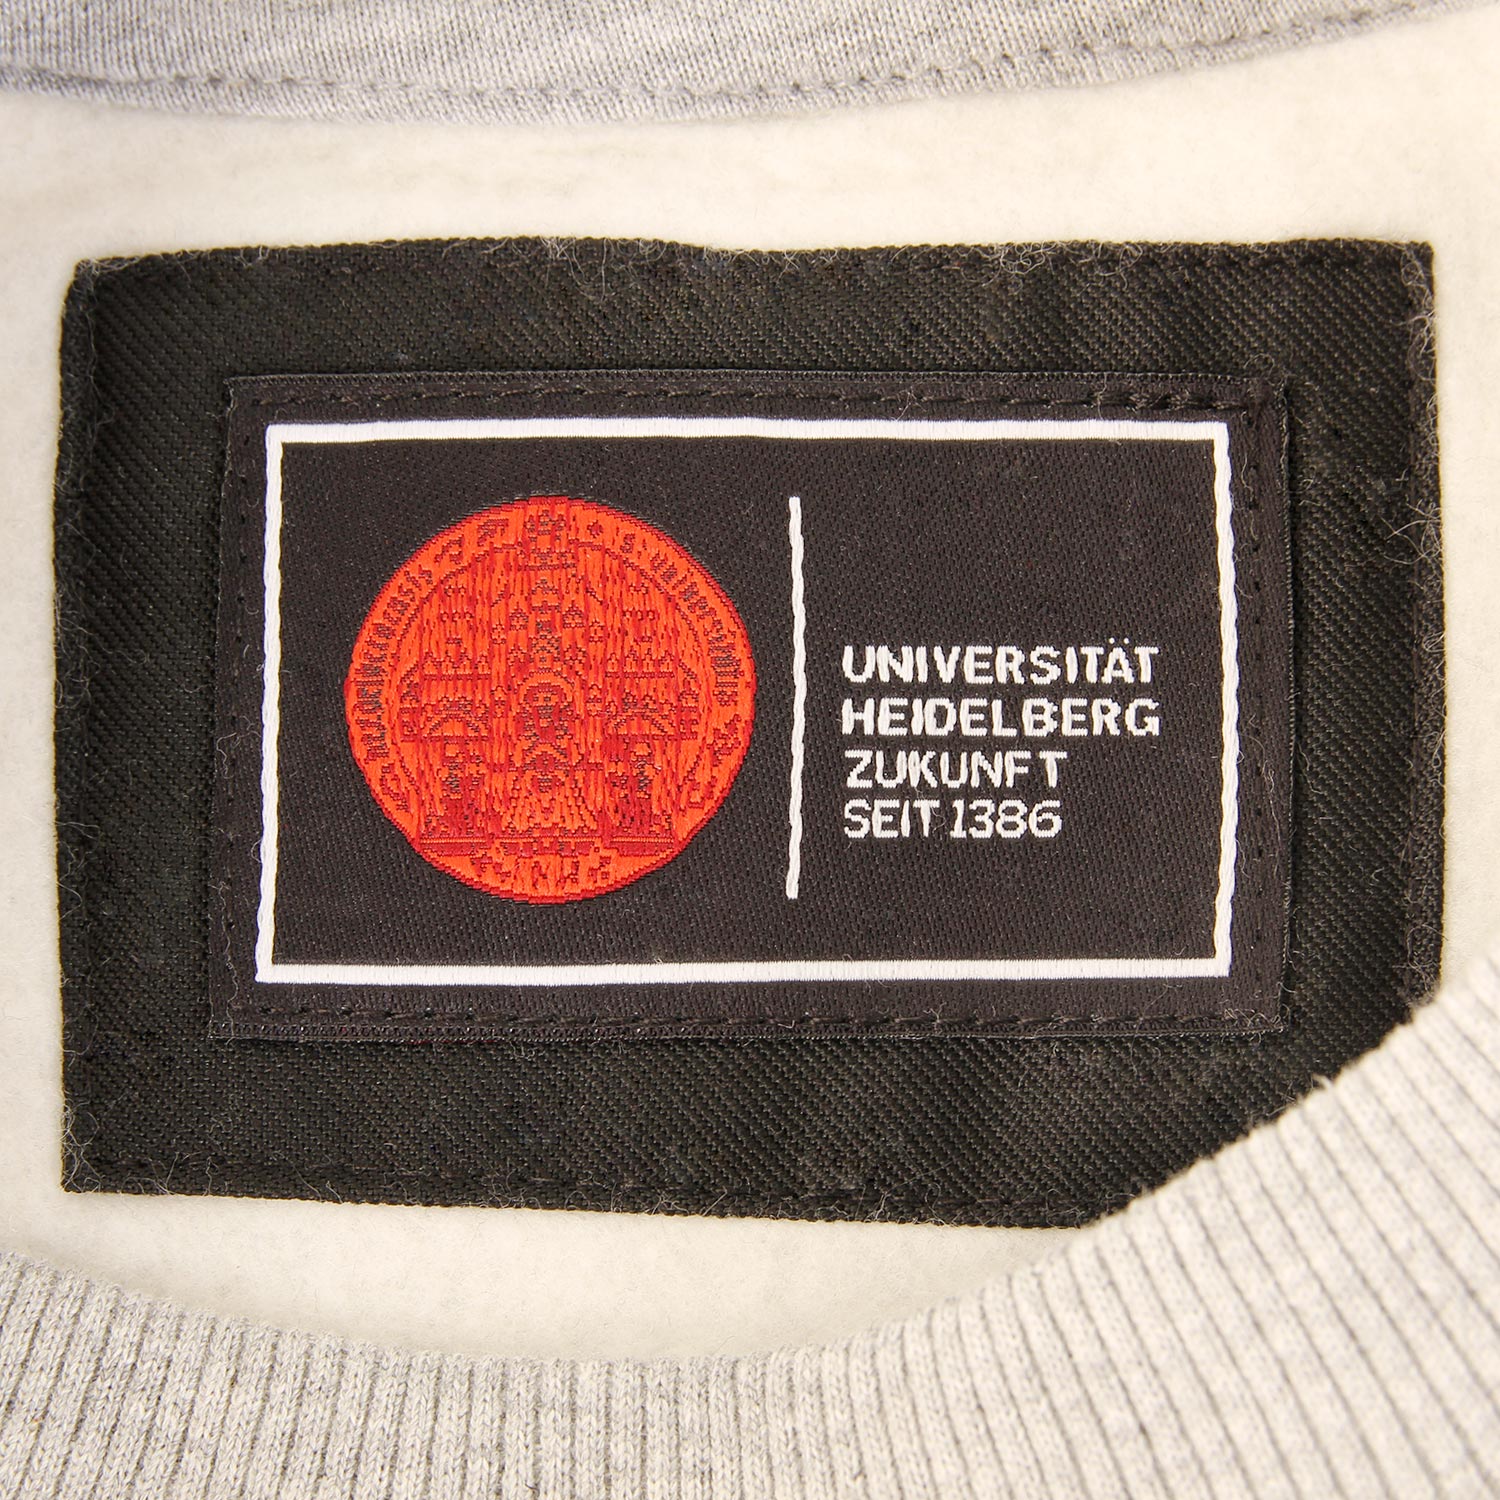 UNIVERSITÄT
HEIDELBERG
ZUKUNFT
SEIT 1386